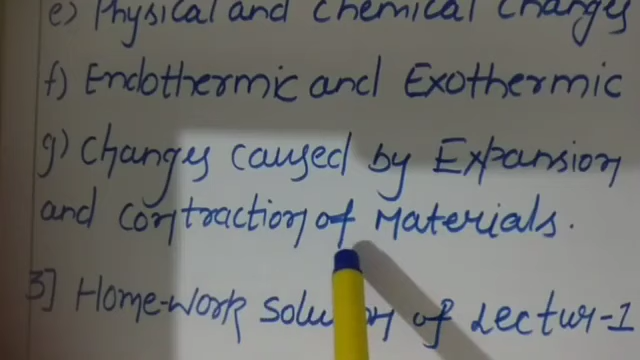 e) Physical and Chemical Changes
f) Endothermic and Exothermic
g) Changes caused by Expansion
and Contraction of Materials.
3] Home-work of Lectur-1